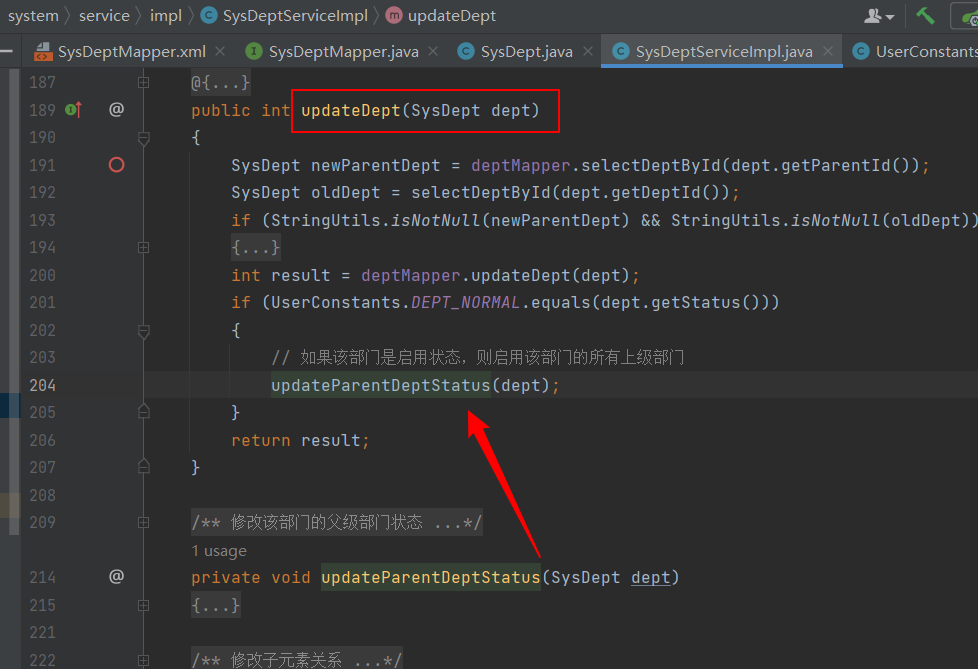 system 〉 service 〉 impl 〉 C SysDeptServiceImpl 〉 m updateDept
SysDeptMapper.xml × I SysDeptMapper.java × C SysDept.java × C SysDeptServiceImpl.java × C UserConstants
187 @{...}
189 @ public int updateDept(SysDept dept)
190 {
191 SysDept newParentDept = deptMapper.selectDeptById(dept.getParentId());
192 SysDept oldDept = selectDeptById(dept.getDeptId());
193 if (StringUtils.isNotNull(newParentDept) && StringUtils.isNotNull(oldDept))
194 {...}
200 int result = deptMapper.updateDept(dept);
201 if (UserConstants.DEPT_NORMAL.equals(dept.getStatus()))
202 {
203 // 如果该部门是启用状态，则启用该部门的所有上级部门
204 updateParentDeptStatus(dept);
205 }
206 return result;
207 }
208
209 /** 修改该部门的父级部门状态 ...*/
1 usage
214 @ private void updateParentDeptStatus(SysDept dept)
215 {...}
221
222 /** 修改子元素关系 ...*/